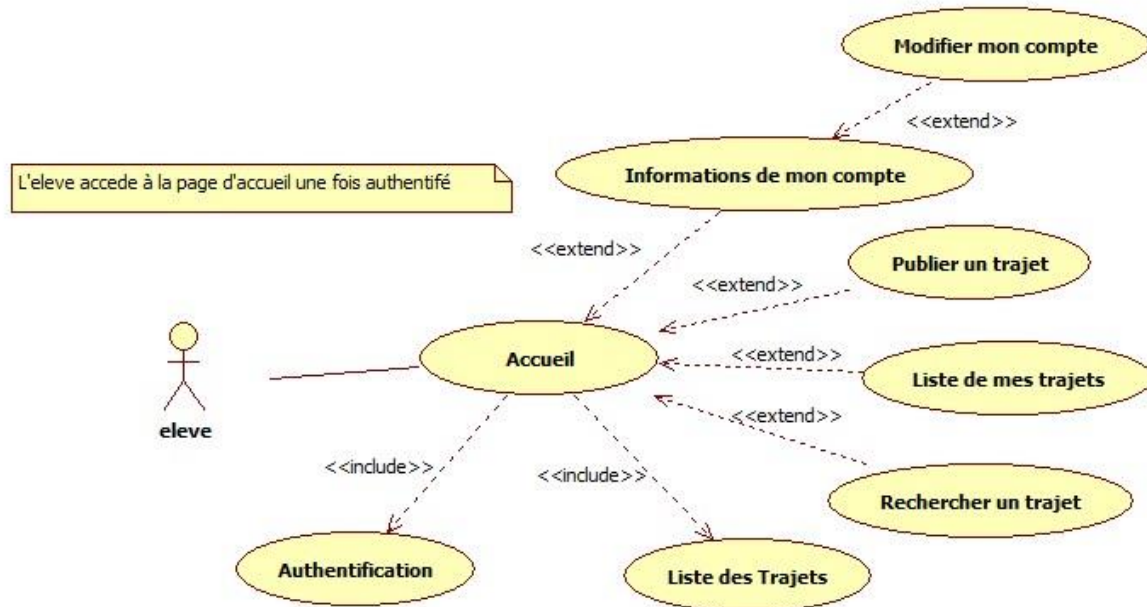 Modifier mon compte
<<extend>>
Informations de mon compte
L'eleve accede à la page d'accueil une fois authentifé
<<extend>>
Publier un trajet
<<extend>>
Accueil
<<extend>>
Liste de mes trajets
<<extend>>
eleve
<<include>>
<<include>>
Rechercher un trajet
Authentification
Liste des Trajets